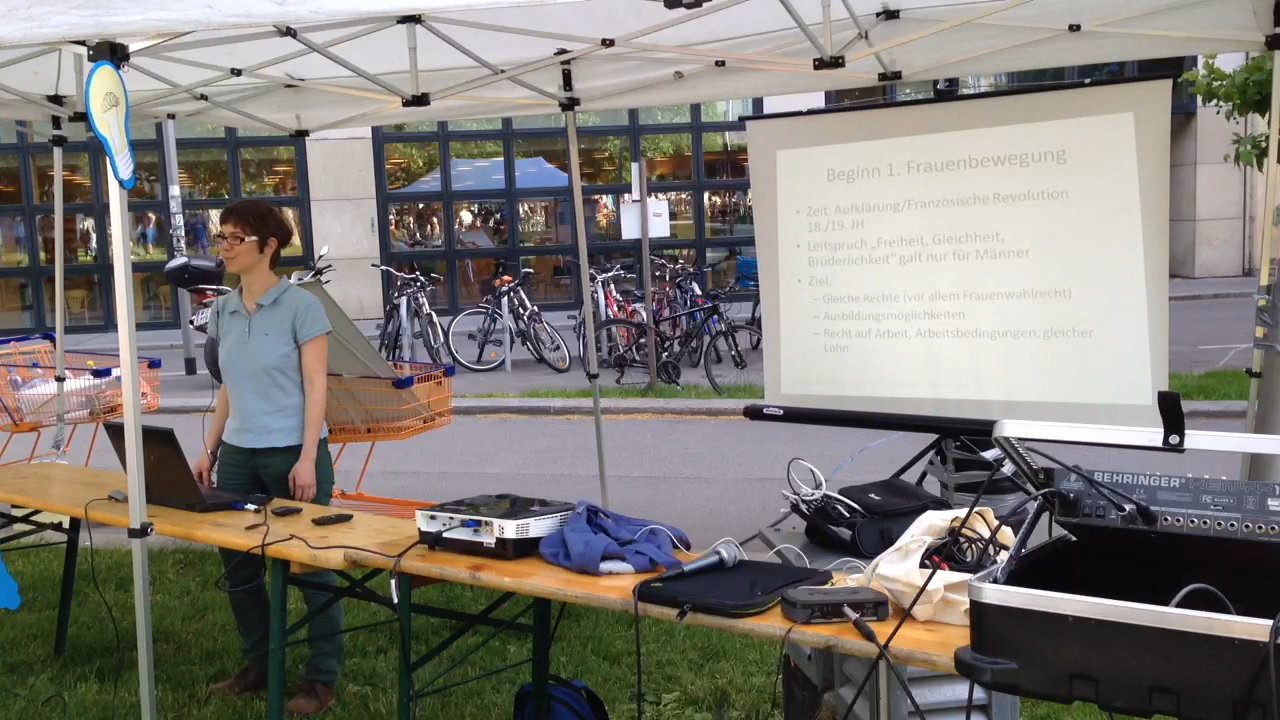 Beginn 1. Frauenbewegung
• Zeit: Aufklärung/Französische Revolution
18./19. JH
• Leitspruch „Freiheit, Gleichheit,
Brüderlichkeit" galt nur für Männer
• Ziel:
– Gleiche Rechte (vor allem Frauenwahlrecht)
– Ausbildungsmöglichkeiten
– Recht auf Arbeit, Arbeitsbedingungen, gleicher
Lohn
BEHRINGER